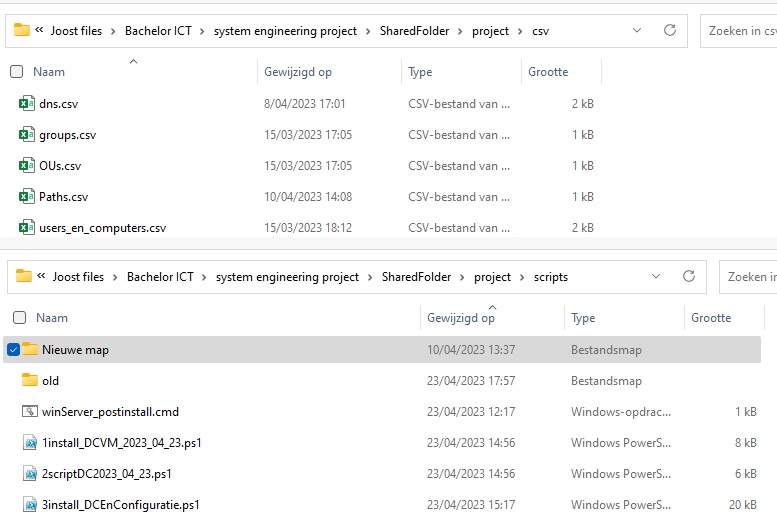 « Joost files > Bachelor ICT > system engineering project > SharedFolder > project > csv Zoeken in csv
Naam Gewijzigd op Type Grootte
dns.csv 8/04/2023 17:01 CSV-bestand van ... 2 kB
groups.csv 15/03/2023 17:05 CSV-bestand van ... 1 kB
OUs.csv 15/03/2023 17:05 CSV-bestand van ... 1 kB
Paths.csv 10/04/2023 14:08 CSV-bestand van ... 1 kB
users_en_computers.csv 15/03/2023 18:12 CSV-bestand van ... 2 kB
« Joost files > Bachelor ICT > system engineering project > SharedFolder > project > scripts Zoeken in
Naam Gewijzigd op Type Grootte
Nieuwe map 10/04/2023 13:37 Bestandsmap
old 23/04/2023 17:57 Bestandsmap
winServer_postinstall.cmd 23/04/2023 12:17 Windows-opdrac... 1 kB
1install_DCVM_2023_04_23.ps1 23/04/2023 14:56 Windows PowerS... 8 kB
2scriptDC2023_04_23.ps1 23/04/2023 14:56 Windows PowerS... 6 kB
3install_DCEnConfiguratie.ps1 23/04/2023 15:17 Windows PowerS... 20 kB